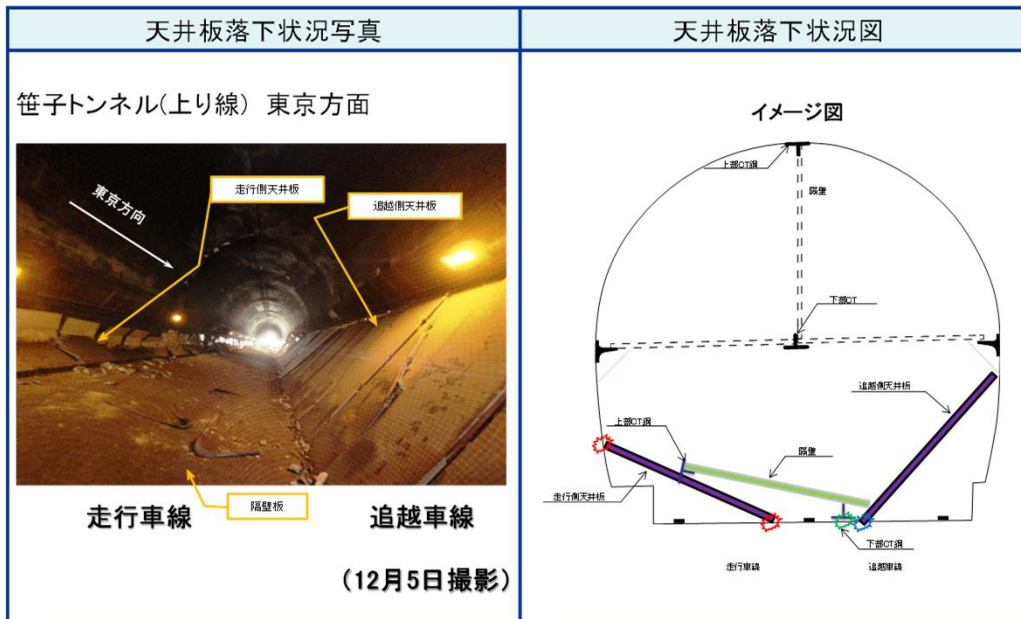 天井板落下状況写真
天井板落下状況図
笹子トンネル(上り線) 東京方面
東京方向
走行側天井板
追越側天井板
隔壁板
走行車線
追越車線
(12月5日撮影)
イメージ図
上部CT鋼
隔壁
下部CT
追越側天井板
上部CT鋼
隔壁
走行側天井板
下部CT鋼
走行車線
追越車線